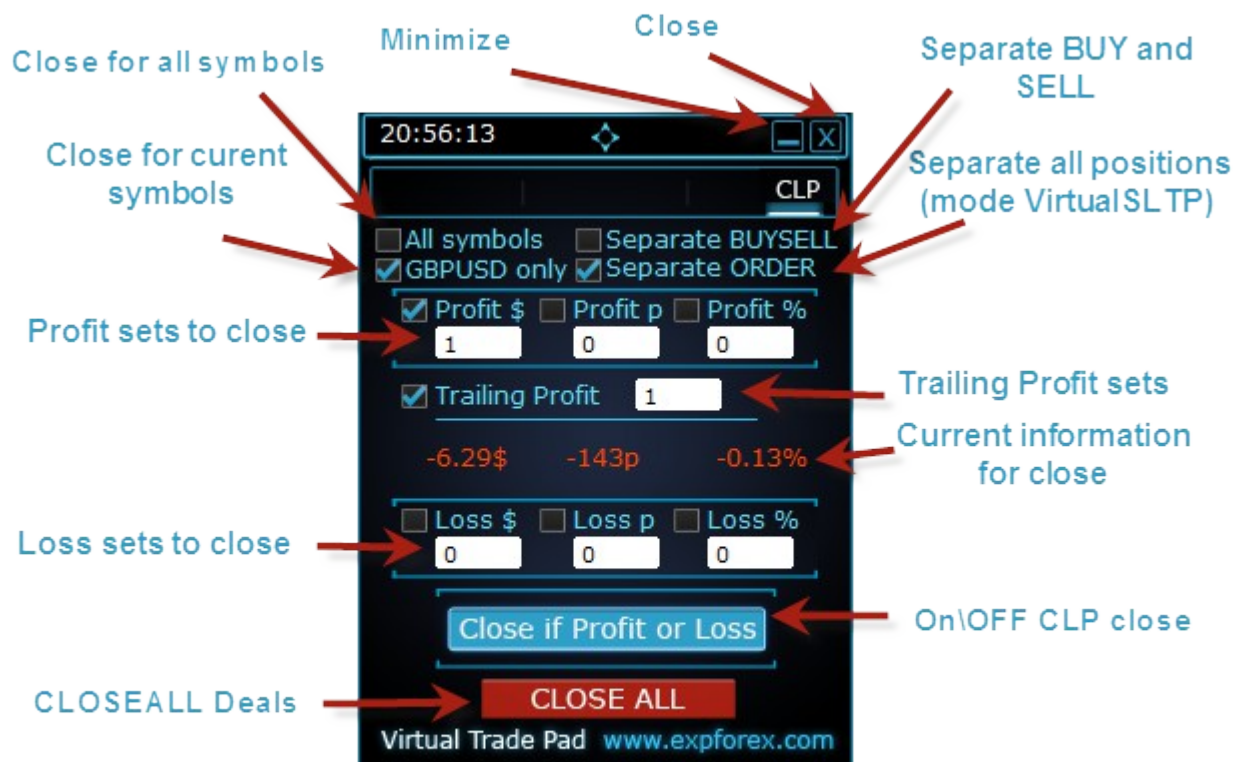 Minimize
Close
Close for all symbols
Separate BUY and
SELL
20:56:13
X
Close for curent
symbols
Separate all positions
(mode VirtualSLTP)
CLP
All symbols
Separate BUYSELL
GBPUSD only
Separate ORDER
Profit sets to close
Profit $
Profit p
Profit %
1
0
0
Trailing Profit
1
Trailing Profit sets
-6.29$
-143p
-0.13%
Current information
for close
Loss sets to close
Loss $
Loss p
Loss %
0
0
0
Close if Profit or Loss
On\OFF CLP close
CLOSEALL Deals
CLOSE ALL
Virtual Trade Pad www.expforex.com